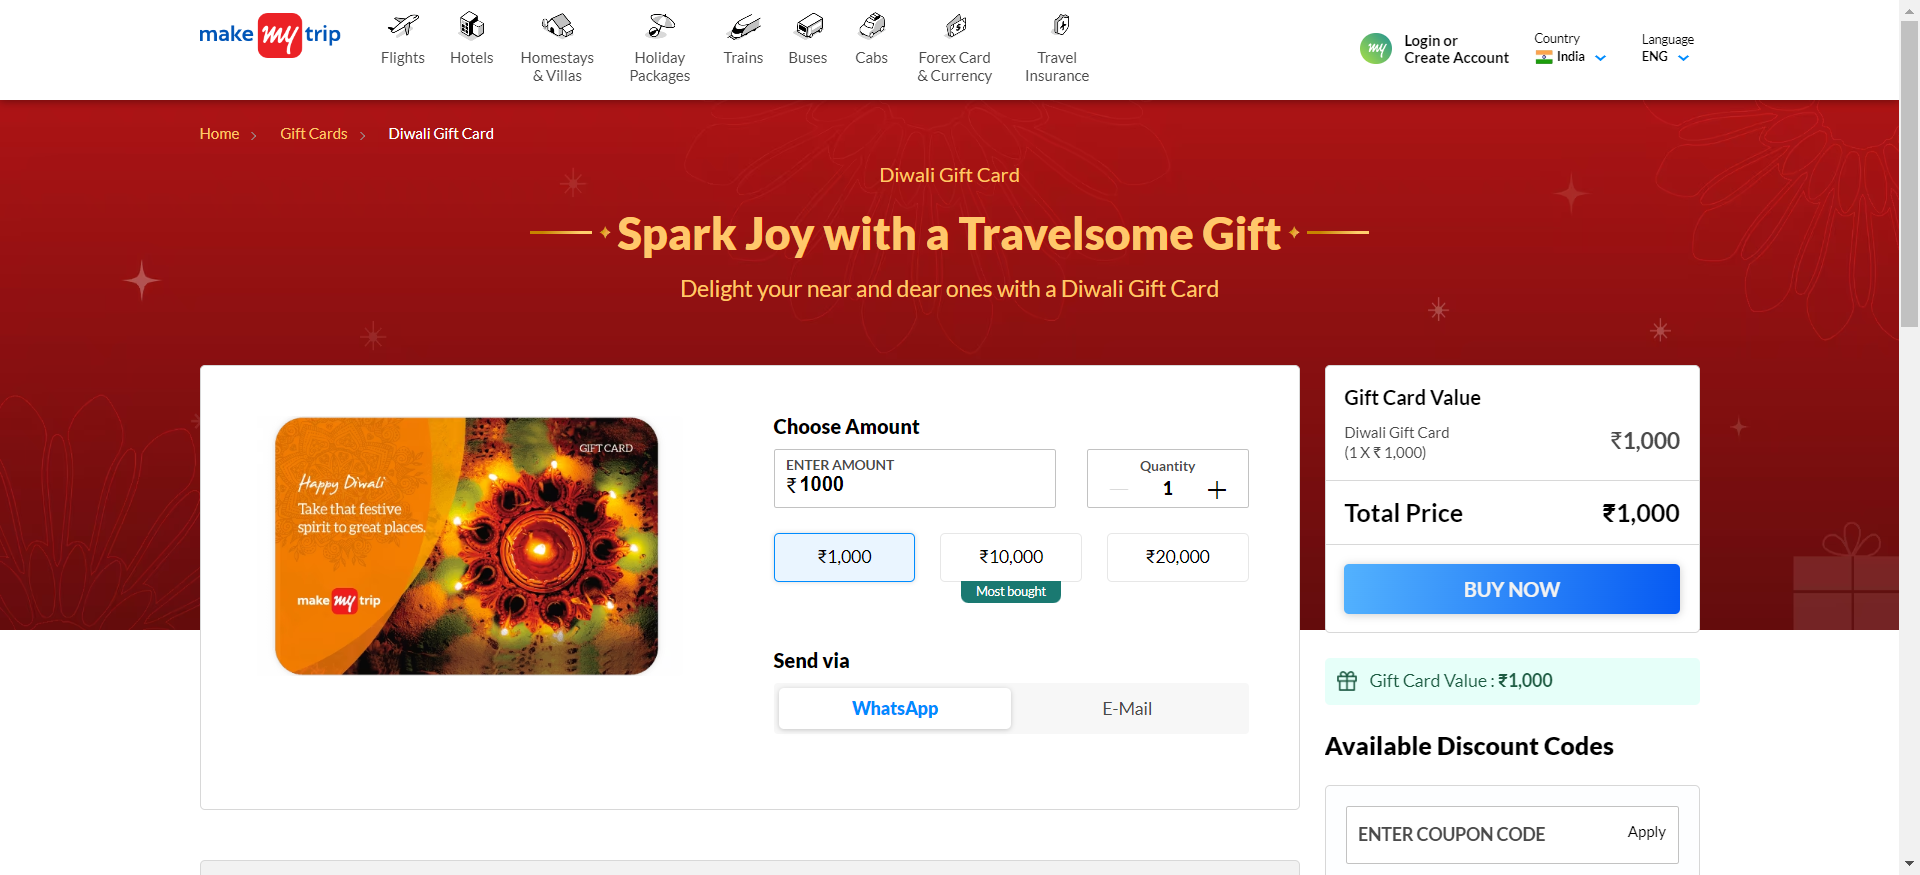 make my trip
Flights
Hotels
Homestays
& Villas
Holiday
Packages
Trains
Buses
Cabs
Forex Card
& Currency
Travel
Insurance
my
Login or
Create Account
Country
India
Language
ENG
Home
Gift Cards
Diwali Gift Card
Diwali Gift Card
Spark Joy with a Travelsome Gift
Delight your near and dear ones with a Diwali Gift Card
GIFT CARD
Happy Diwali
Take that festive
spirit to great places.
make my trip
Choose Amount
ENTER AMOUNT
₹ 1000
Quantity
1
₹1,000
₹10,000
₹20,000
Most bought
Send via
WhatsApp
E-Mail
Gift Card Value
Diwali Gift Card
(1 X ₹ 1,000)
₹1,000
Total Price
₹1,000
BUY NOW
Gift Card Value : ₹1,000
Available Discount Codes
ENTER COUPON CODE
Apply